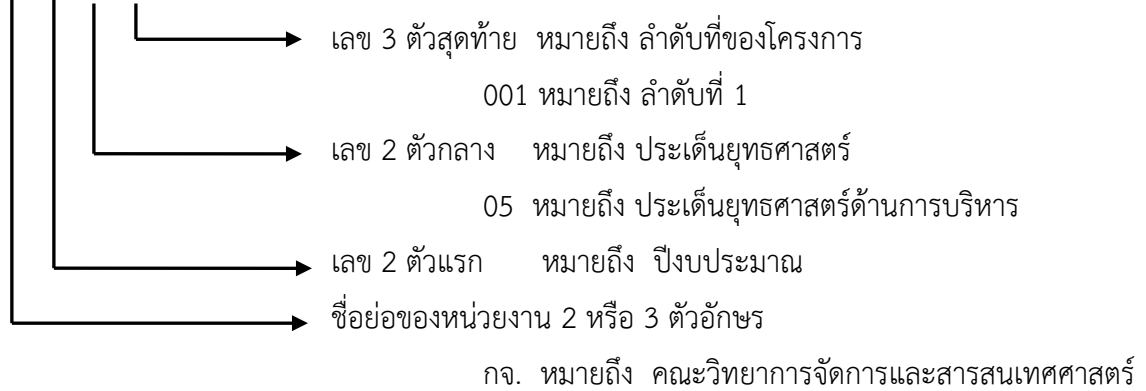 เลข 3 ตัวสุดท้าย หมายถึง ลำดับที่ของโครงการ
001 หมายถึง ลำดับที่ 1
เลข 2 ตัวกลาง หมายถึง ประเด็นยุทธศาสตร์
05 หมายถึง ประเด็นยุทธศาสตร์ด้านการบริหาร
เลข 2 ตัวแรก หมายถึง ปีงบประมาณ
ชื่อย่อของหน่วยงาน 2 หรือ 3 ตัวอักษร
กจ. หมายถึง คณะวิทยาการจัดการและสารสนเทศศาสตร์